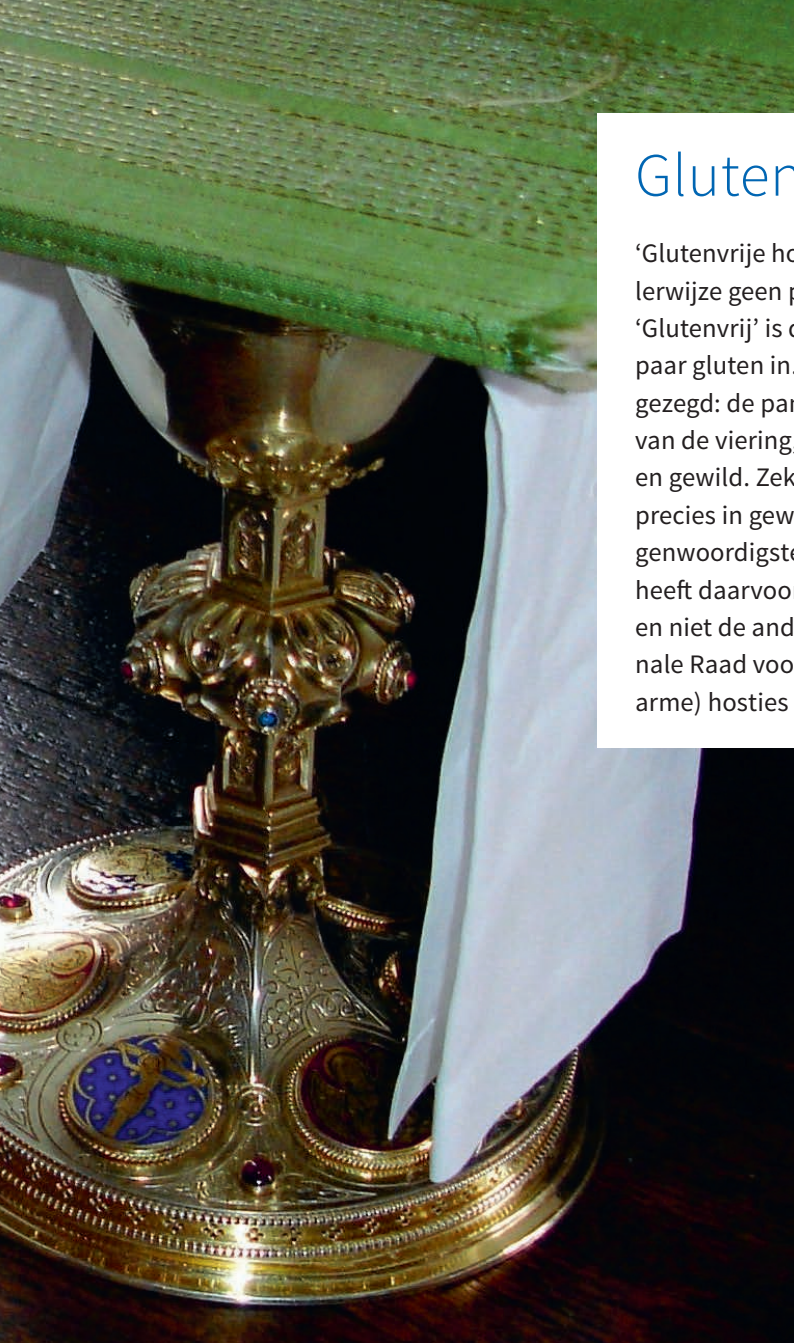 Gluten
‘Glutenvrije ho
lerwijze geen p
‘Glutenvrij’ is
paar gluten in.
gezegd: de pa
van de viering,
en gewild. Zek
precies in gew
genwoordigste
heeft daarvoo
en niet de and
nale Raad voo
arme) hosties